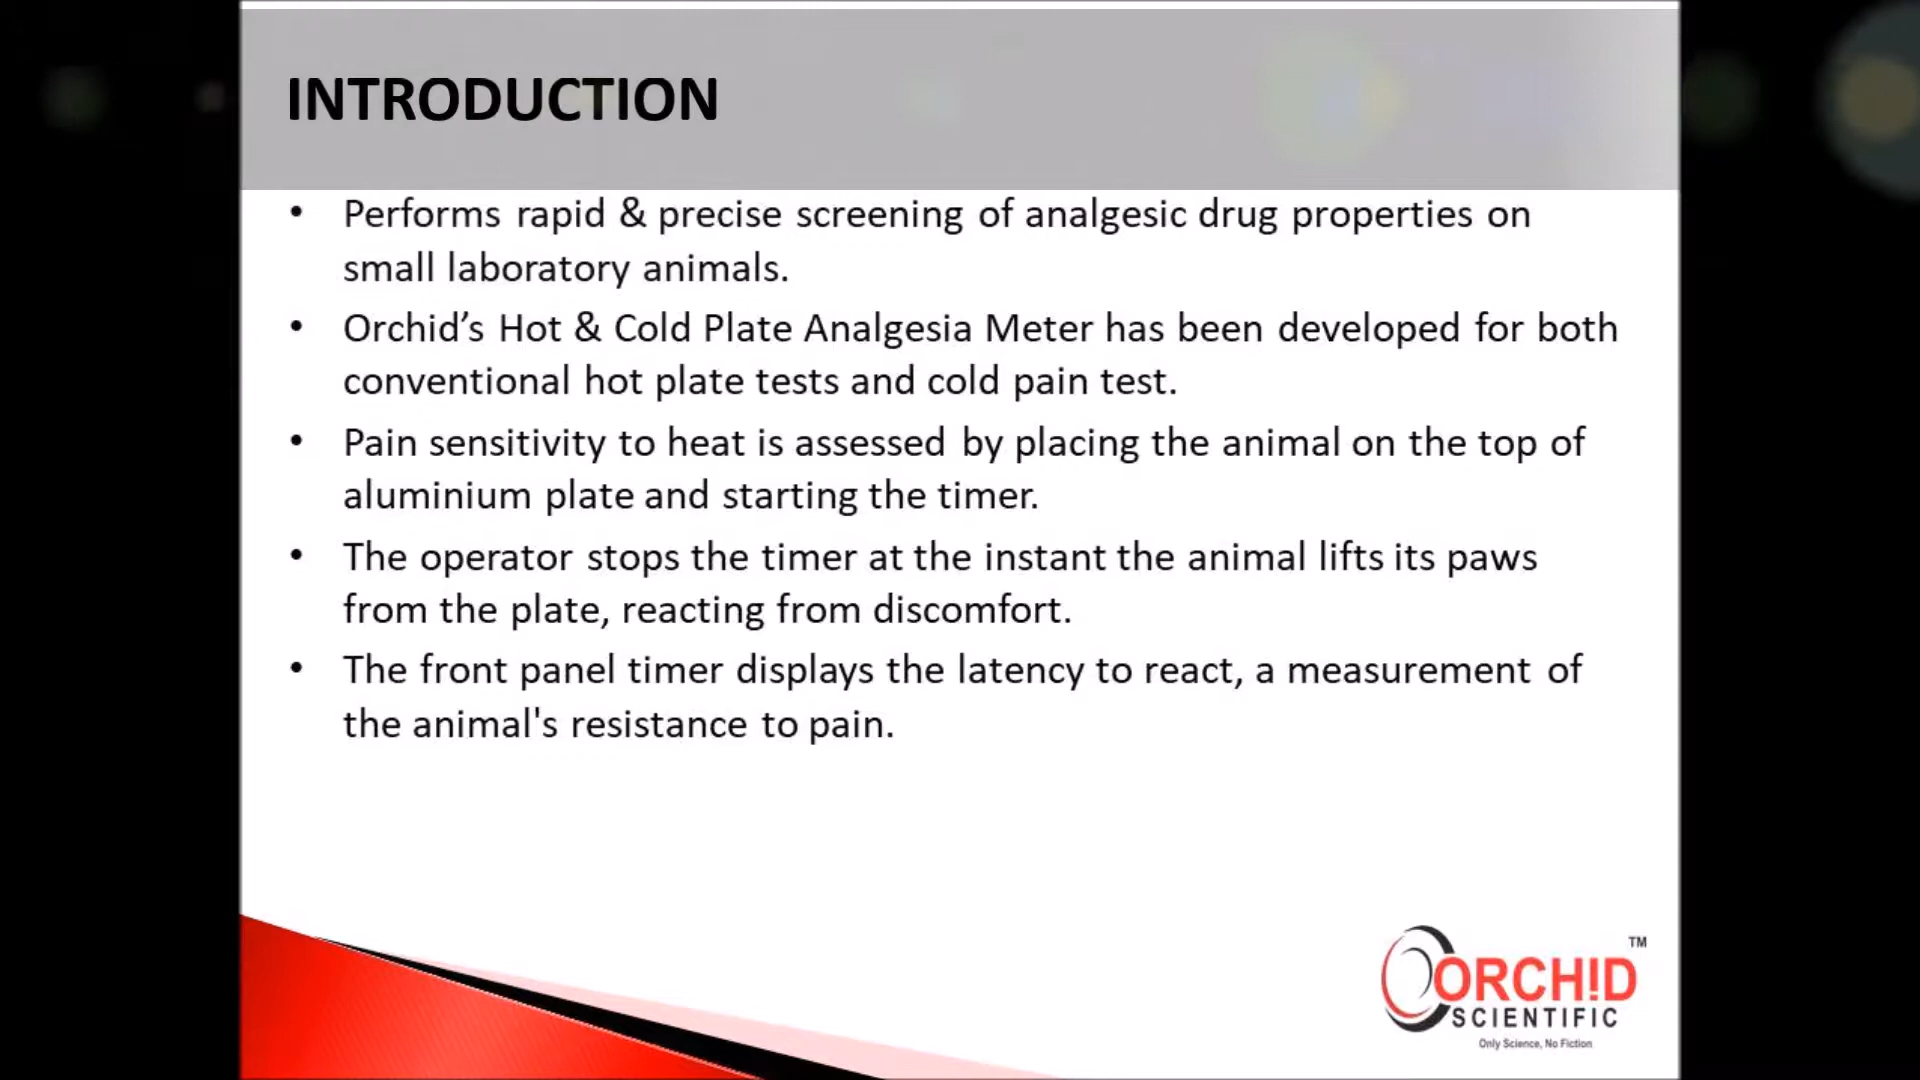 INTRODUCTION
• Performs rapid & precise screening of analgesic drug properties on
small laboratory animals.
• Orchid’s Hot & Cold Plate Analgesia Meter has been developed for both
conventional hot plate tests and cold pain test.
• Pain sensitivity to heat is assessed by placing the animal on the top of
aluminium plate and starting the timer.
• The operator stops the timer at the instant the animal lifts its paws
from the plate, reacting from discomfort.
• The front panel timer displays the latency to react, a measurement of
the animal's resistance to pain.
ORCH!D TM
SCIENTIFIC
Only Science, No Fiction